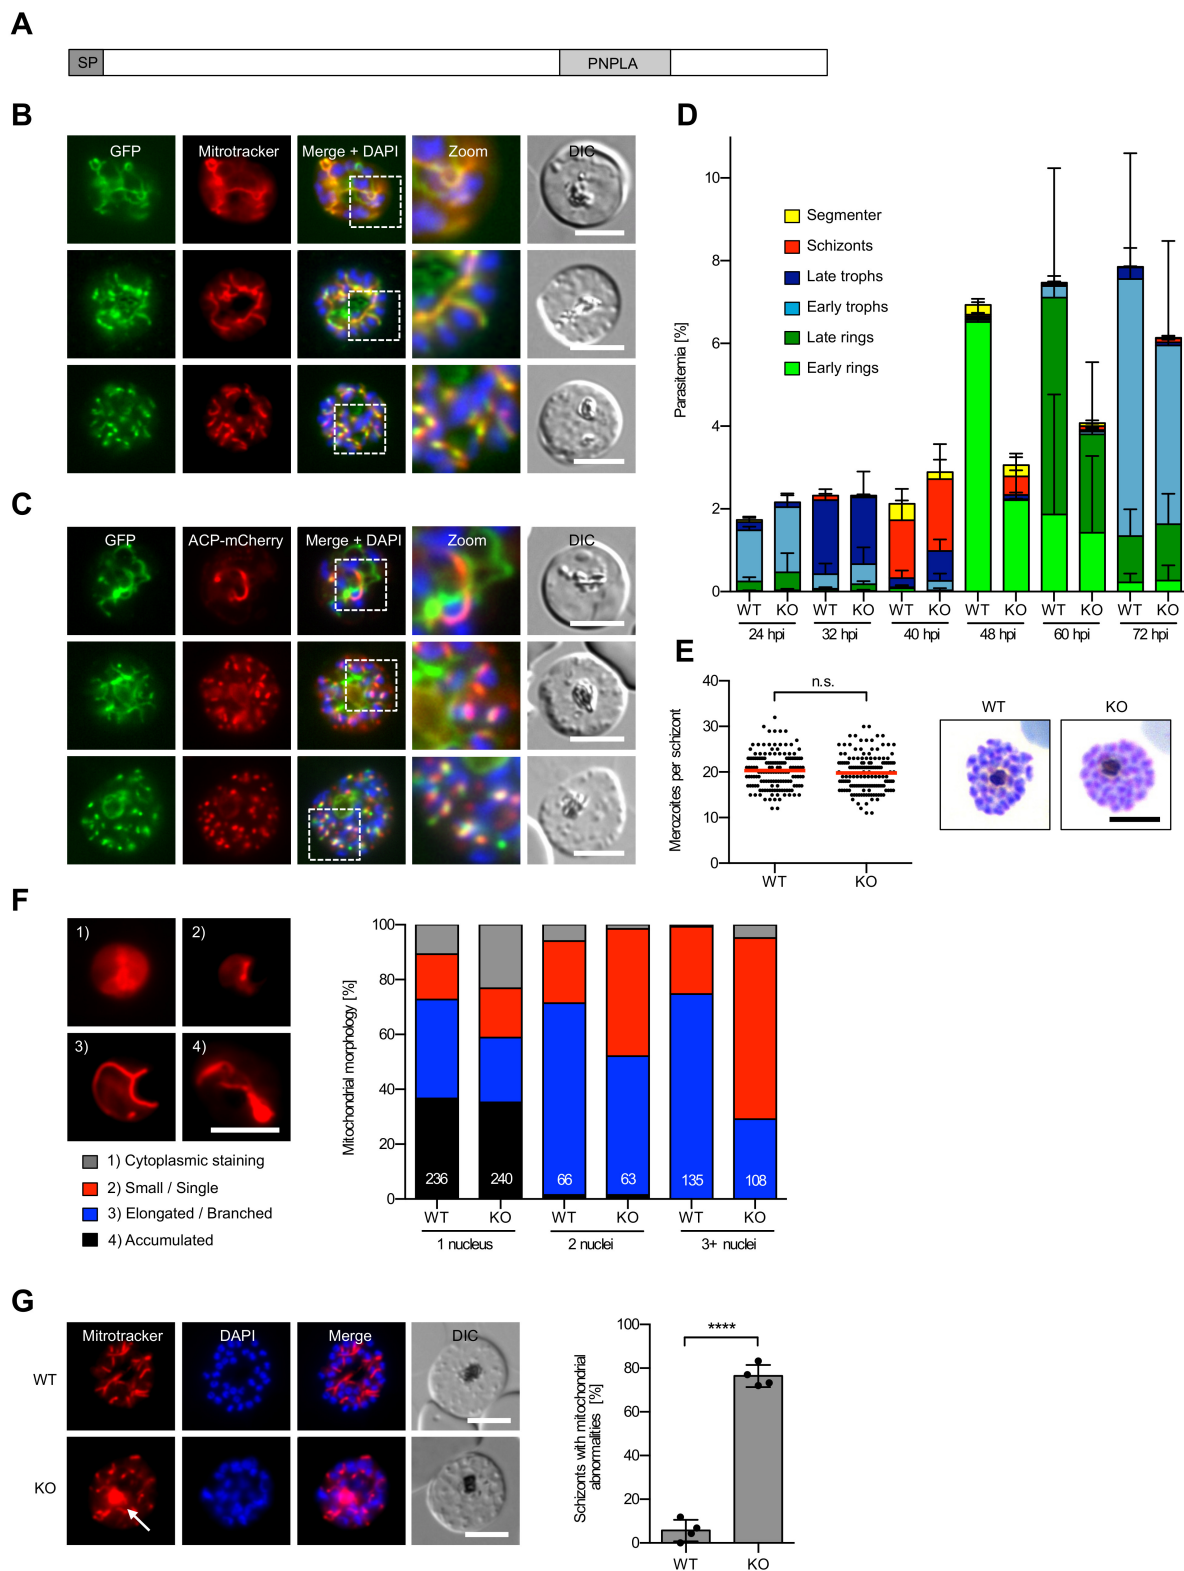 A
SP PNPLA
B
GFP Mitrotracker Merge + DAPI Zoom DIC
C
GFP ACP-mCherry Merge + DAPI Zoom DIC
D
Parasitemia [%]
10
8
6
4
2
0
Segmenter
Schizonts
Late trophs
Early trophs
Late rings
Early rings
WT KO WT KO WT KO WT KO WT KO WT KO
24 hpi 32 hpi 40 hpi 48 hpi 60 hpi 72 hpi
E
Merozoites per schizont
40
30
20
10
0
n.s.
WT KO
WT KO
F
1) 2)
3) 4)
1) Cytoplasmic staining
2) Small / Single
3) Elongated / Branched
4) Accumulated
Mitochondrial morphology [%]
100
80
60
40
20
0
236 240 66 63 135 108
WT KO WT KO WT KO
1 nucleus 2 nuclei 3+ nuclei
G
Mitrotracker DAPI Merge DIC
WT
KO
Schizonts with mitochondrial
abnormalities [%]
100
80
60
40
20
0
****
WT KO